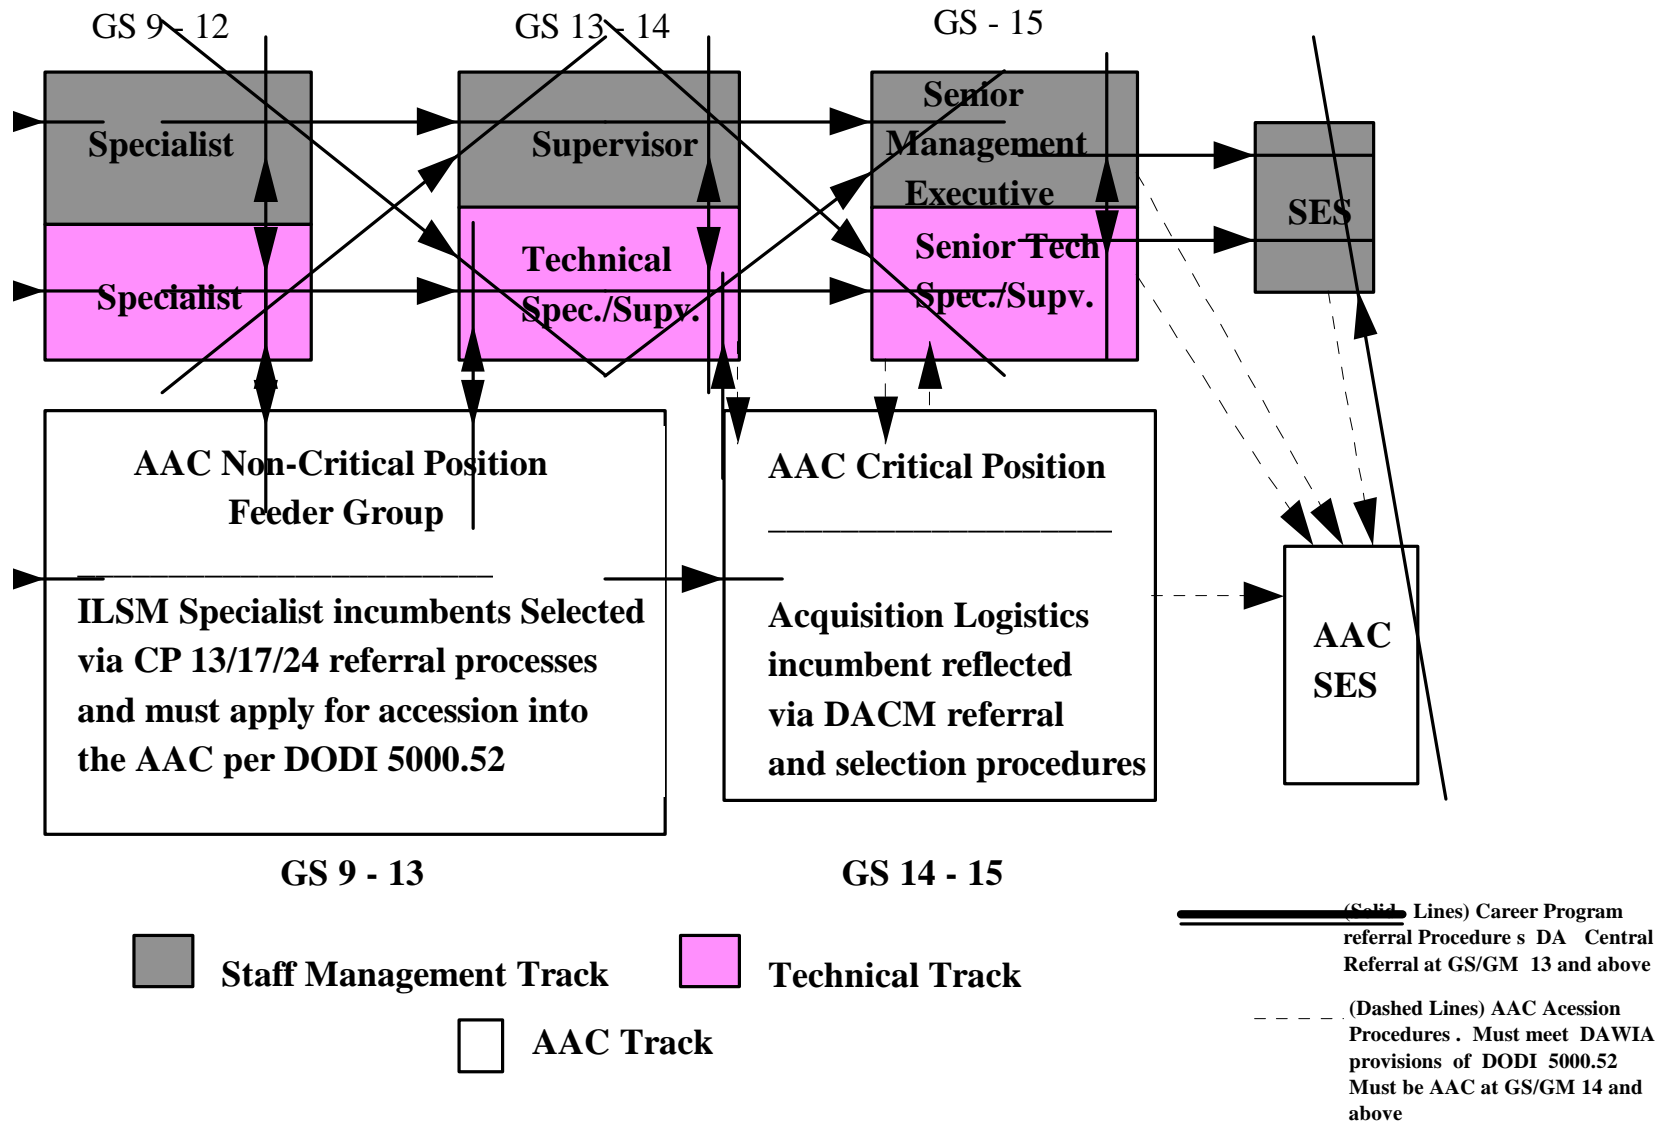 GS 9 - 12
GS 13 - 14
GS - 15
Specialist
Supervisor
Senior
Management
Executive
SES
Specialist
Technical
Spec./Supv.
Senior Tech
Spec./Supv.
AAC Non-Critical Position
Feeder Group
ILSM Specialist incumbents Selected
via CP 13/17/24 referral processes
and must apply for accession into
the AAC per DODI 5000.52
AAC Critical Position
Acquisition Logistics
incumbent reflected
via DACM referral
and selection procedures
AAC
SES
GS 9 - 13
GS 14 - 15
Staff Management Track
Technical Track
AAC Track
(Solid Lines) Career Program
referral Procedure s DA Central
Referral at GS/GM 13 and above
(Dashed Lines) AAC Acession
Procedures . Must meet DAWIA
provisions of DODI 5000.52
Must be AAC at GS/GM 14 and
above